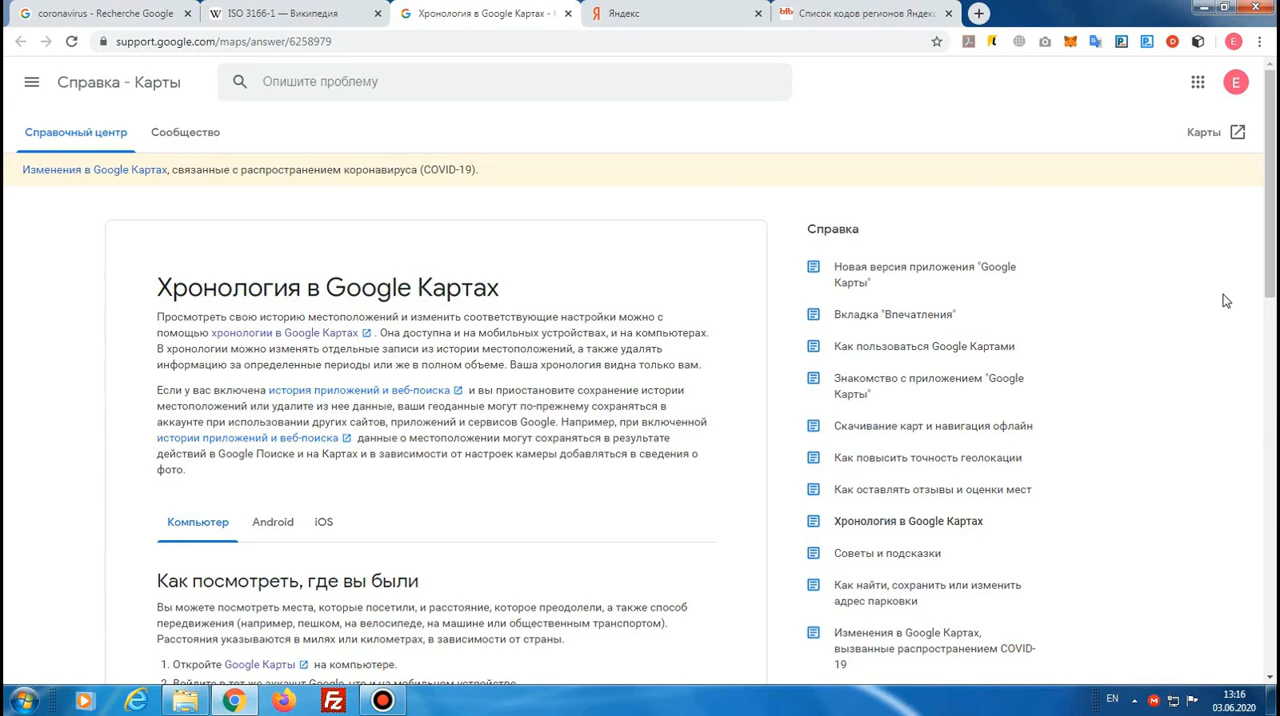 coronavirus - Recherche Google
ISO 3166-1 — Википедия
Хронология в Google Картах -
Яндекс
Список кодов регионов Яндекс
support.google.com/maps/answer/6258979
Справка - Карты
Опишите проблему
E
Справочный центр
Сообщество
Карты
Изменения в Google Картах, связанные с распространением коронавируса (COVID-19).
Хронология в Google Картах
Просмотреть свою историю местоположений и изменить соответствующие настройки можно с
помощью хронологии в Google Картах . Она доступна и на мобильных устройствах, и на компьютерах.
В хронологии можно изменять отдельные записи из истории местоположений, а также удалять
информацию за определенные периоды или же в полном объеме. Ваша хронология видна только вам.
Если у вас включена история приложений и веб-поиска и вы приостановите сохранение истории
местоположений или удалите из нее данные, ваши геоданные могут по-прежнему сохраняться в
аккаунте при использовании других сайтов, приложений и сервисов Google. Например, при включенной
истории приложений и веб-поиска данные о местоположении могут сохраняться в результате
действий в Google Поиске и на Картах и в зависимости от настроек камеры добавляться в сведения о
фото.
Компьютер
Android
iOS
Как посмотреть, где вы были
Вы можете посмотреть места, которые посетили, и расстояние, которое преодолели, а также способ
передвижения (например, пешком, на велосипеде, на машине или общественным транспортом).
Расстояния указываются в милях или километрах, в зависимости от страны.
1. Откройте Google Карты на компьютере.
2. Войдите в тот же аккаунт Google, что и на мобильном устройстве.
Справка
Новая версия приложения "Google
Карты"
Вкладка "Впечатления"
Как пользоваться Google Картами
Знакомство с приложением "Google
Карты"
Скачивание карт и навигация офлайн
Как повысить точность геолокации
Как оставлять отзывы и оценки мест
Хронология в Google Картах
Советы и подсказки
Как найти, сохранить или изменить
адрес парковки
Изменения в Google Картах,
вызванные распространением COVID-
19
EN
13:16
03.06.2020